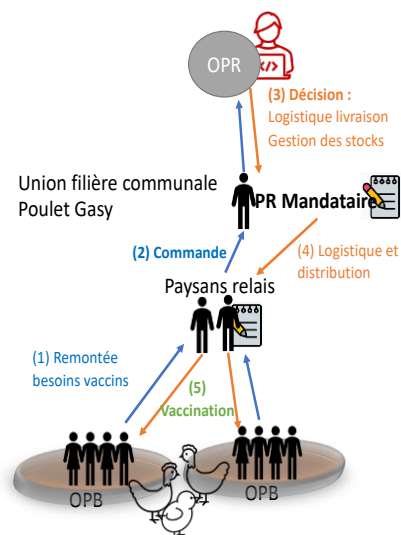 OPR
</>
(3) Décision :
Logistique livraison
Gestion des stocks
Union filière communale
Poulet Gasy
PR Mandataire
(2) Commande
(4) Logistique et
distribution
Paysans relais
(1) Remontée
besoins vaccins
(5)
Vaccination
OPB
OPB